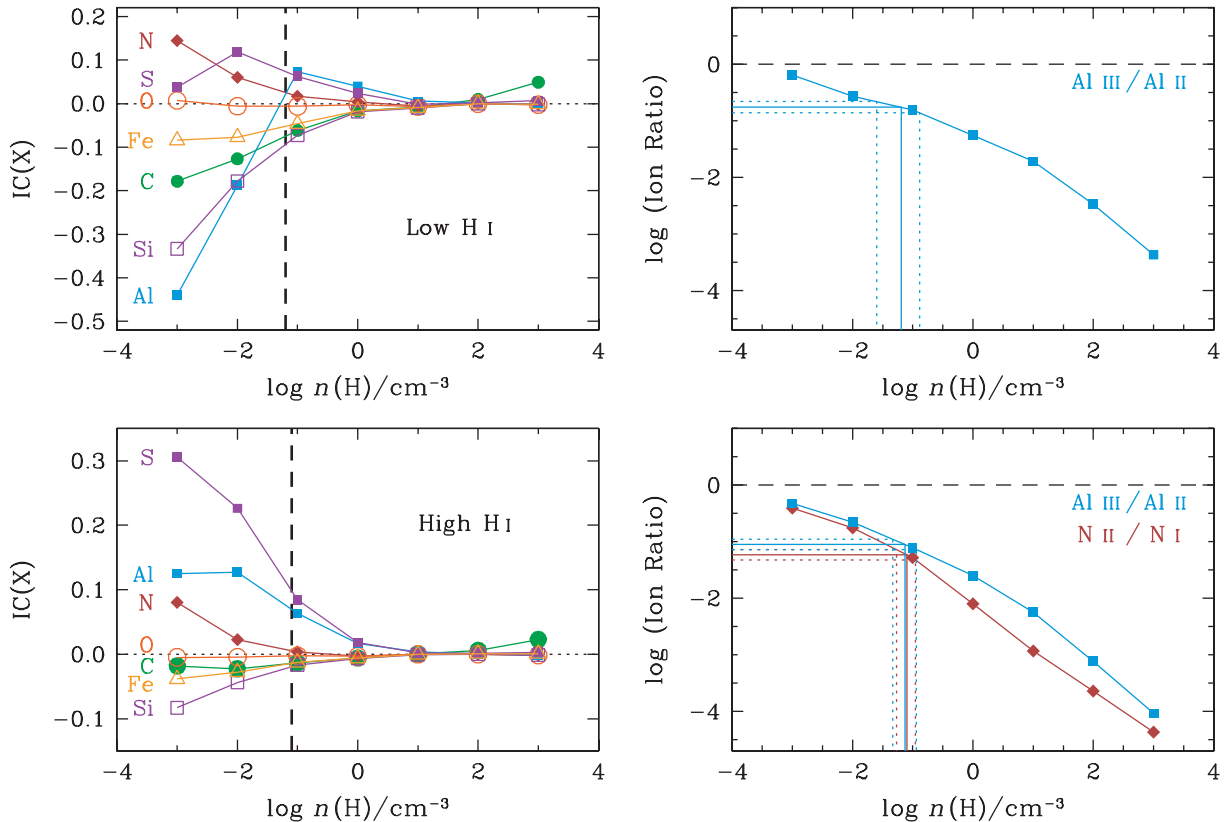 0.2
0.1
0.0
−0.1
−0.2
−0.3
−0.4
−0.5
IC(X)
N
S
O
Fe
C
Si
Al
Low H I
−4 −2 0 2 4
log n(H)/cm⁻³
0
−2
−4
log (Ion Ratio)
Al III/Al II
−4 −2 0 2 4
log n(H)/cm⁻³
0.3
0.2
0.1
0.0
−0.1
IC(X)
S
Al
N
O
C
Fe
Si
High H I
−4 −2 0 2 4
log n(H)/cm⁻³
0
−2
−4
log (Ion Ratio)
Al III/Al II
N II/N I
−4 −2 0 2 4
log n(H)/cm⁻³